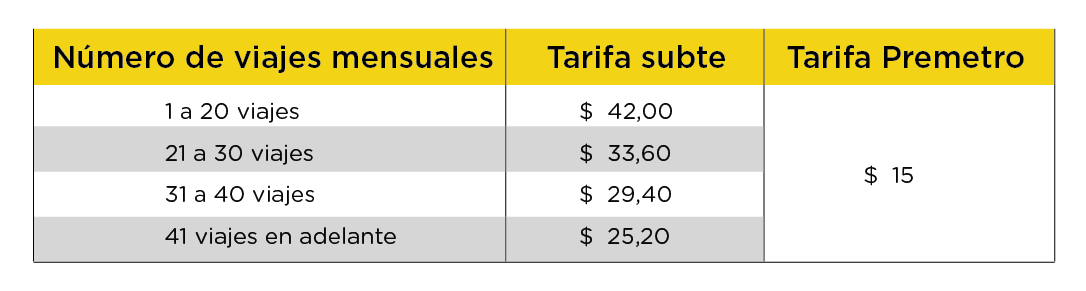 Número de viajes mensuales Tarifa subte Tarifa Premetro
1 a 20 viajes $ 42,00
21 a 30 viajes $ 33,60
$ 15
31 a 40 viajes $ 29,40
41 viajes en adelante $ 25,20